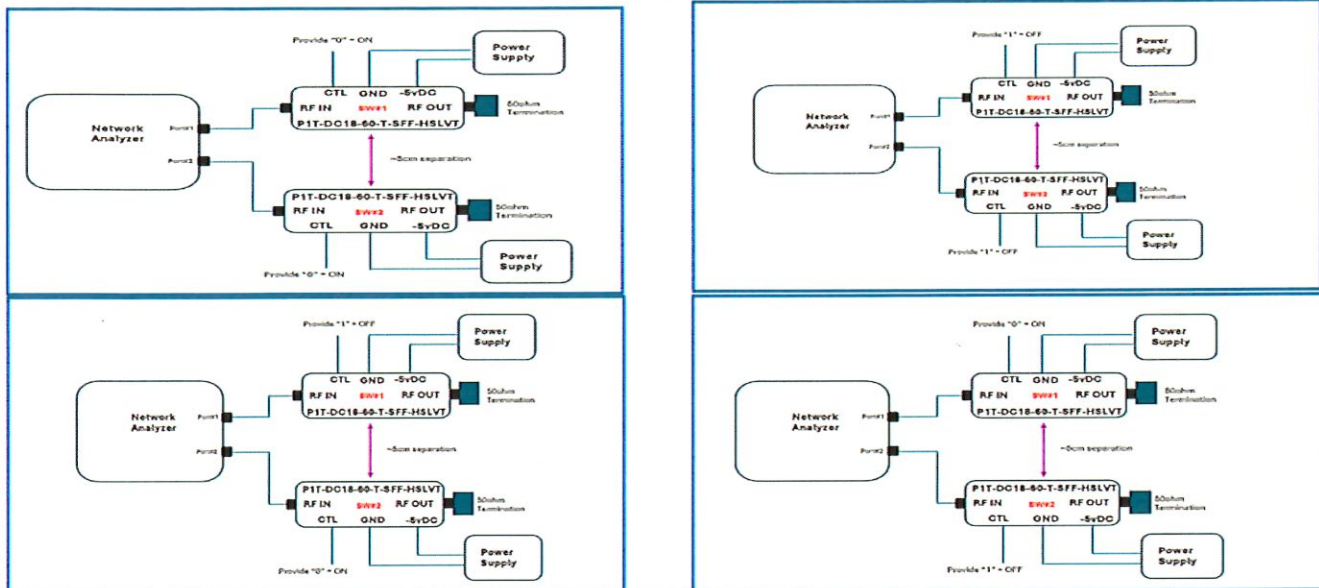 Provide "0" = ON
Power
Supply
CTL GND -5vDC
RF IN SW#1 RF OUT
P1T-DC18-60-T-SFF-HSLVT
50ohm
Termination
Network
Analyzer
Port#1
Port#2
~5cm separation
P1T-DC18-60-T-SFF-HSLVT
RF IN SW#2 RF OUT
CTL GND -5vDC
50ohm
Termination
Provide "0" = ON
Power
Supply
Provide "1" = OFF
Power
Supply
CTL GND -5vDC
RF IN SW#1 RF OUT
P1T-DC18-60-T-SFF-HSLVT
50ohm
Termination
Network
Analyzer
Port#1
Port#2
~5cm separation
P1T-DC18-60-T-SFF-HSLVT
RF IN SW#2 RF OUT
CTL GND -5vDC
50ohm
Termination
Provide "1" = OFF
Power
Supply
Provide "1" = OFF
Power
Supply
CTL GND -5vDC
RF IN SW#1 RF OUT
P1T-DC18-60-T-SFF-HSLVT
50ohm
Termination
Network
Analyzer
Port#1
Port#2
~5cm separation
P1T-DC18-60-T-SFF-HSLVT
RF IN SW#2 RF OUT
CTL GND -5vDC
50ohm
Termination
Provide "0" = ON
Power
Supply
Provide "0" = ON
Power
Supply
CTL GND -5vDC
RF IN SW#1 RF OUT
P1T-DC18-60-T-SFF-HSLVT
50ohm
Termination
Network
Analyzer
Port#1
Port#2
~5cm separation
P1T-DC18-60-T-SFF-HSLVT
RF IN SW#2 RF OUT
CTL GND -5vDC
50ohm
Termination
Provide "1" = OFF
Power
Supply